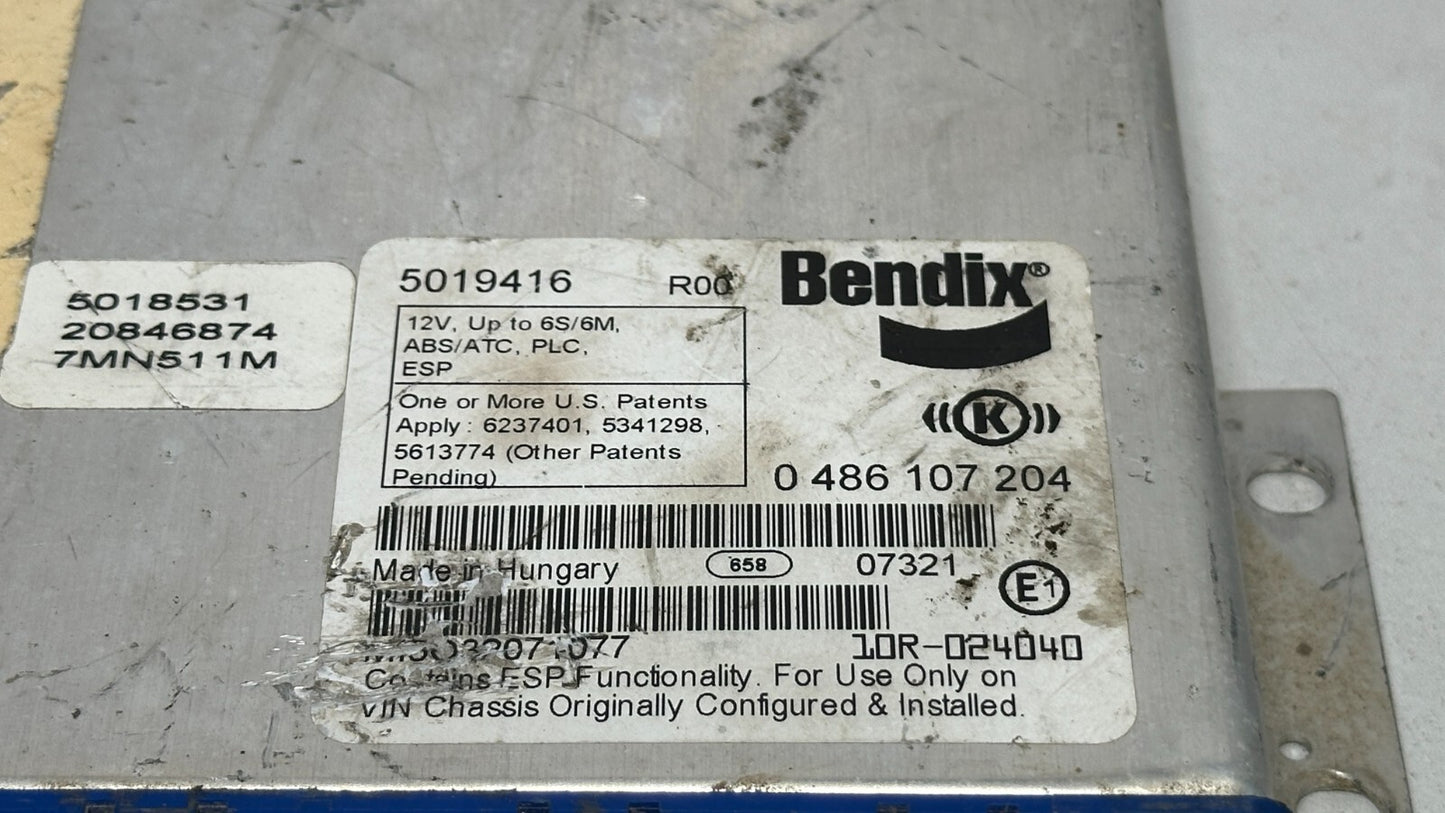 5018531
20846874
7MN511M
5019416 R00
Bendix®
12V, Up to 6S/6M,
ABS/ATC, PLC,
ESP
One or More U.S. Patents
Apply : 6237401, 5341298,
5613774 (Other Patents
Pending)
K
0 486 107 204
Made in Hungary 658 07321
E1
10R-024040
Contains ESP Functionality. For Use Only on
VIN Chassis Originally Configured & Installed.